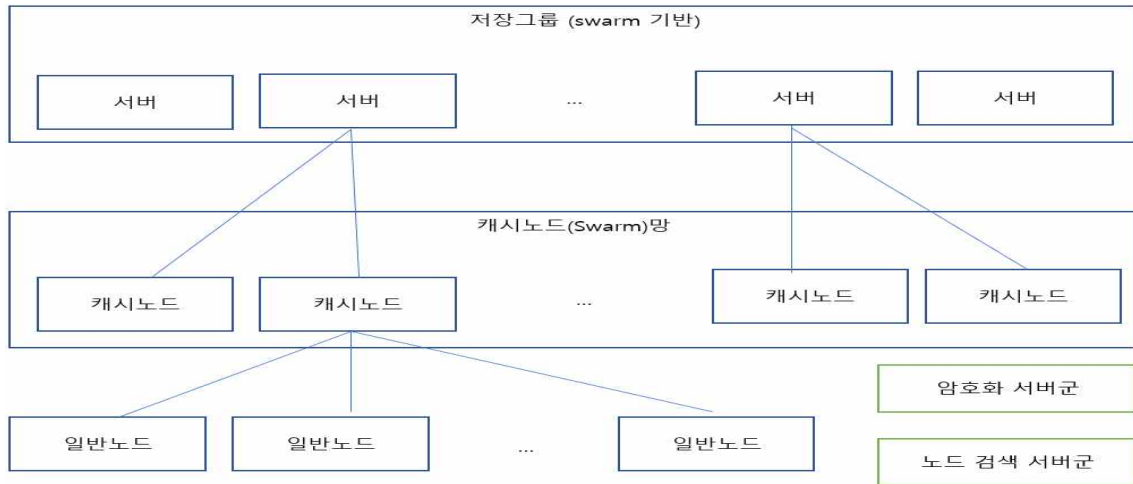 저장그룹 (swarm 기반)
서버
서버
...
서버
서버
캐시노드(Swarm)망
캐시노드
캐시노드
...
캐시노드
캐시노드
암호화 서버군
일반노드
일반노드
...
일반노드
노드 검색 서버군